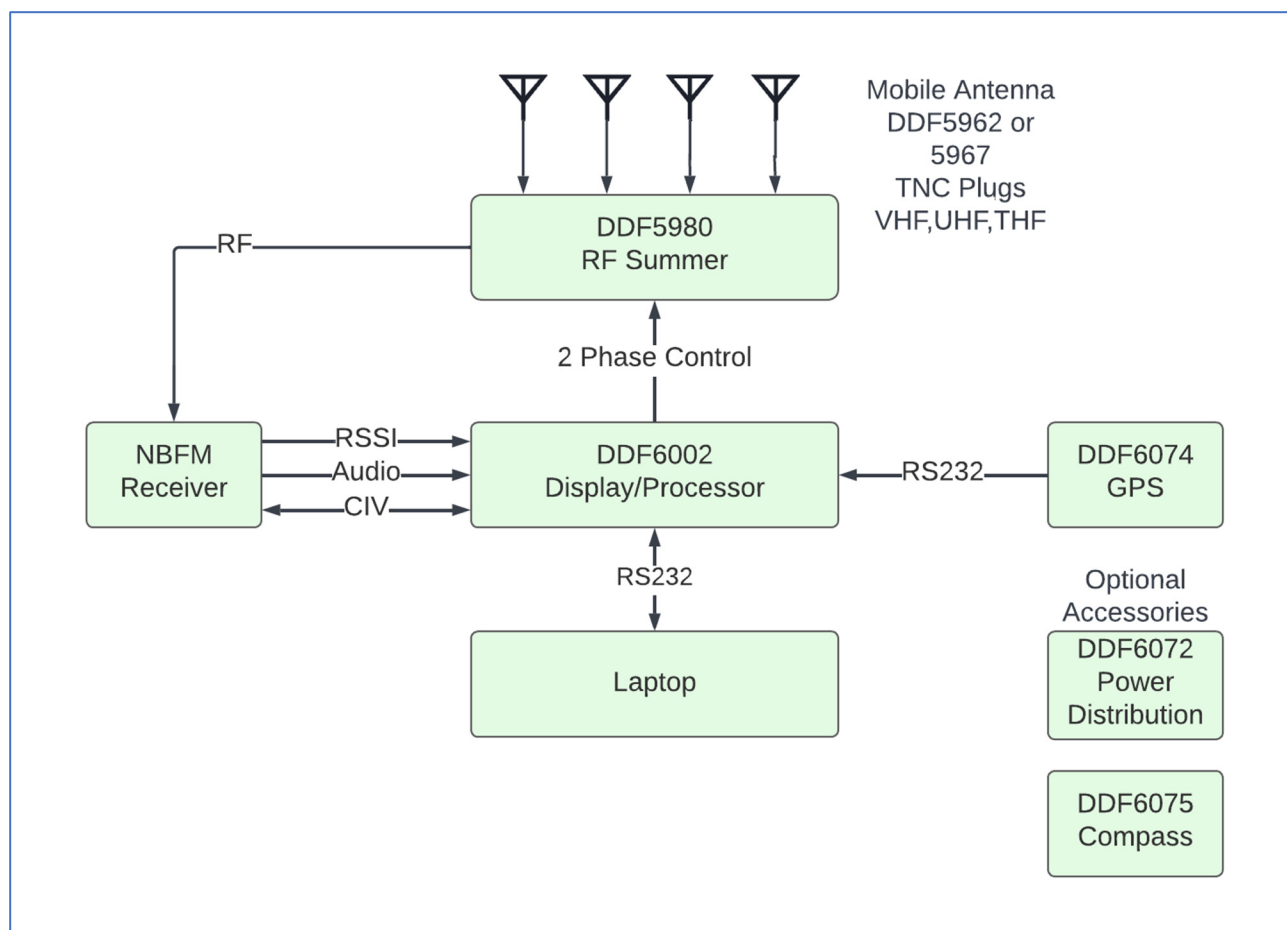 Mobile Antenna
DDF5962 or
5967
TNC Plugs
VHF,UHF,THF
DDF5980
RF Summer
RF
2 Phase Control
NBFM
Receiver
RSSI
Audio
CIV
DDF6002
Display/Processor
RS232
DDF6074
GPS
RS232
Laptop
Optional
Accessories
DDF6072
Power
Distribution
DDF6075
Compass